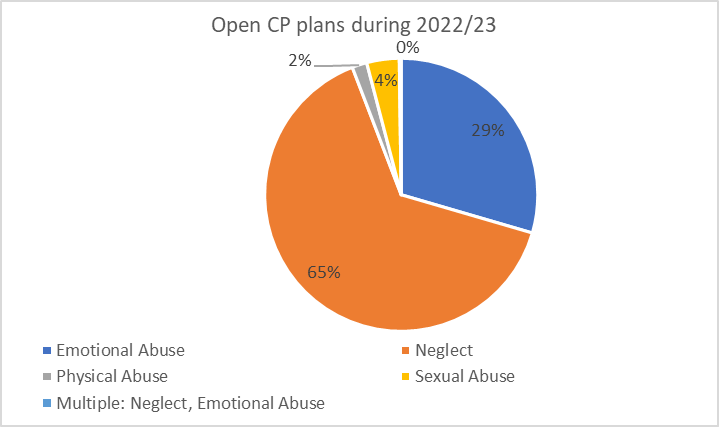 Open CP plans during 2022/23
0%
2%
4%
29%
65%
Emotional Abuse
Neglect
Physical Abuse
Sexual Abuse
Multiple: Neglect, Emotional Abuse